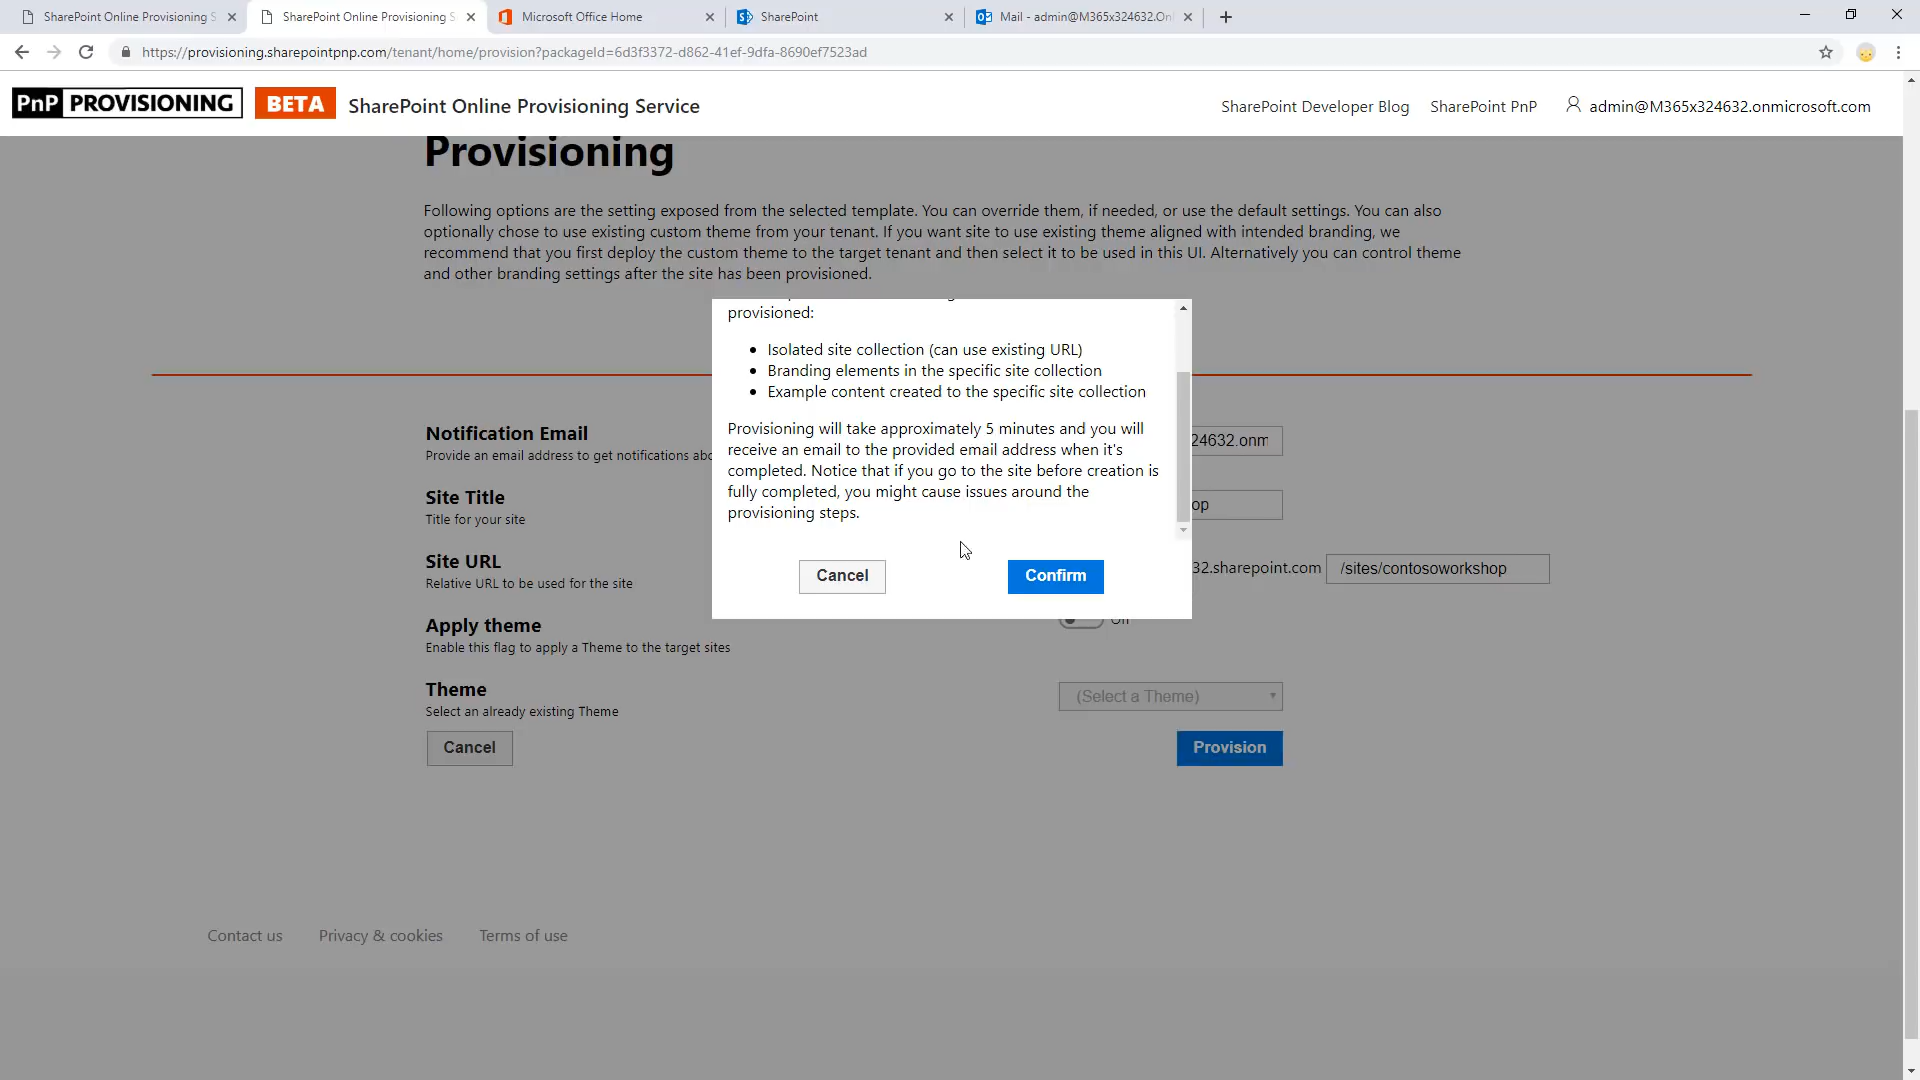 SharePoint Online Provisioning S
SharePoint Online Provisioning S
Microsoft Office Home
SharePoint
Mail - admin@M365x324632.On
https://provisioning.sharepointpnp.com/tenant/home/provision?packageId=6d3f3372-d862-41ef-9dfa-8690ef7523ad
PnP PROVISIONING
BETA
SharePoint Online Provisioning Service
SharePoint Developer Blog
SharePoint PnP
admin@M365x324632.onmicrosoft.com
Provisioning
Following options are the setting exposed from the selected template. You can override them, if needed, or use the default settings. You can also
optionally chose to use existing custom theme from your tenant. If you want site to use existing theme aligned with intended branding, we
recommend that you first deploy the custom theme to the target tenant and then select it to be used in this UI. Alternatively you can control theme
and other branding settings after the site has been provisioned.
provisioned:
• Isolated site collection (can use existing URL)
• Branding elements in the specific site collection
• Example content created to the specific site collection
Provisioning will take approximately 5 minutes and you will
receive an email to the provided email address when it's
completed. Notice that if you go to the site before creation is
fully completed, you might cause issues around the
provisioning steps.
Cancel
Confirm
Notification Email
Provide an email address to get notifications abo
24632.onm
Site Title
Title for your site
op
Site URL
Relative URL to be used for the site
32.sharepoint.com
/sites/contosoworkshop
Apply theme
Enable this flag to apply a Theme to the target sites
Off
Theme
Select an already existing Theme
(Select a Theme)
Cancel
Provision
Contact us
Privacy & cookies
Terms of use